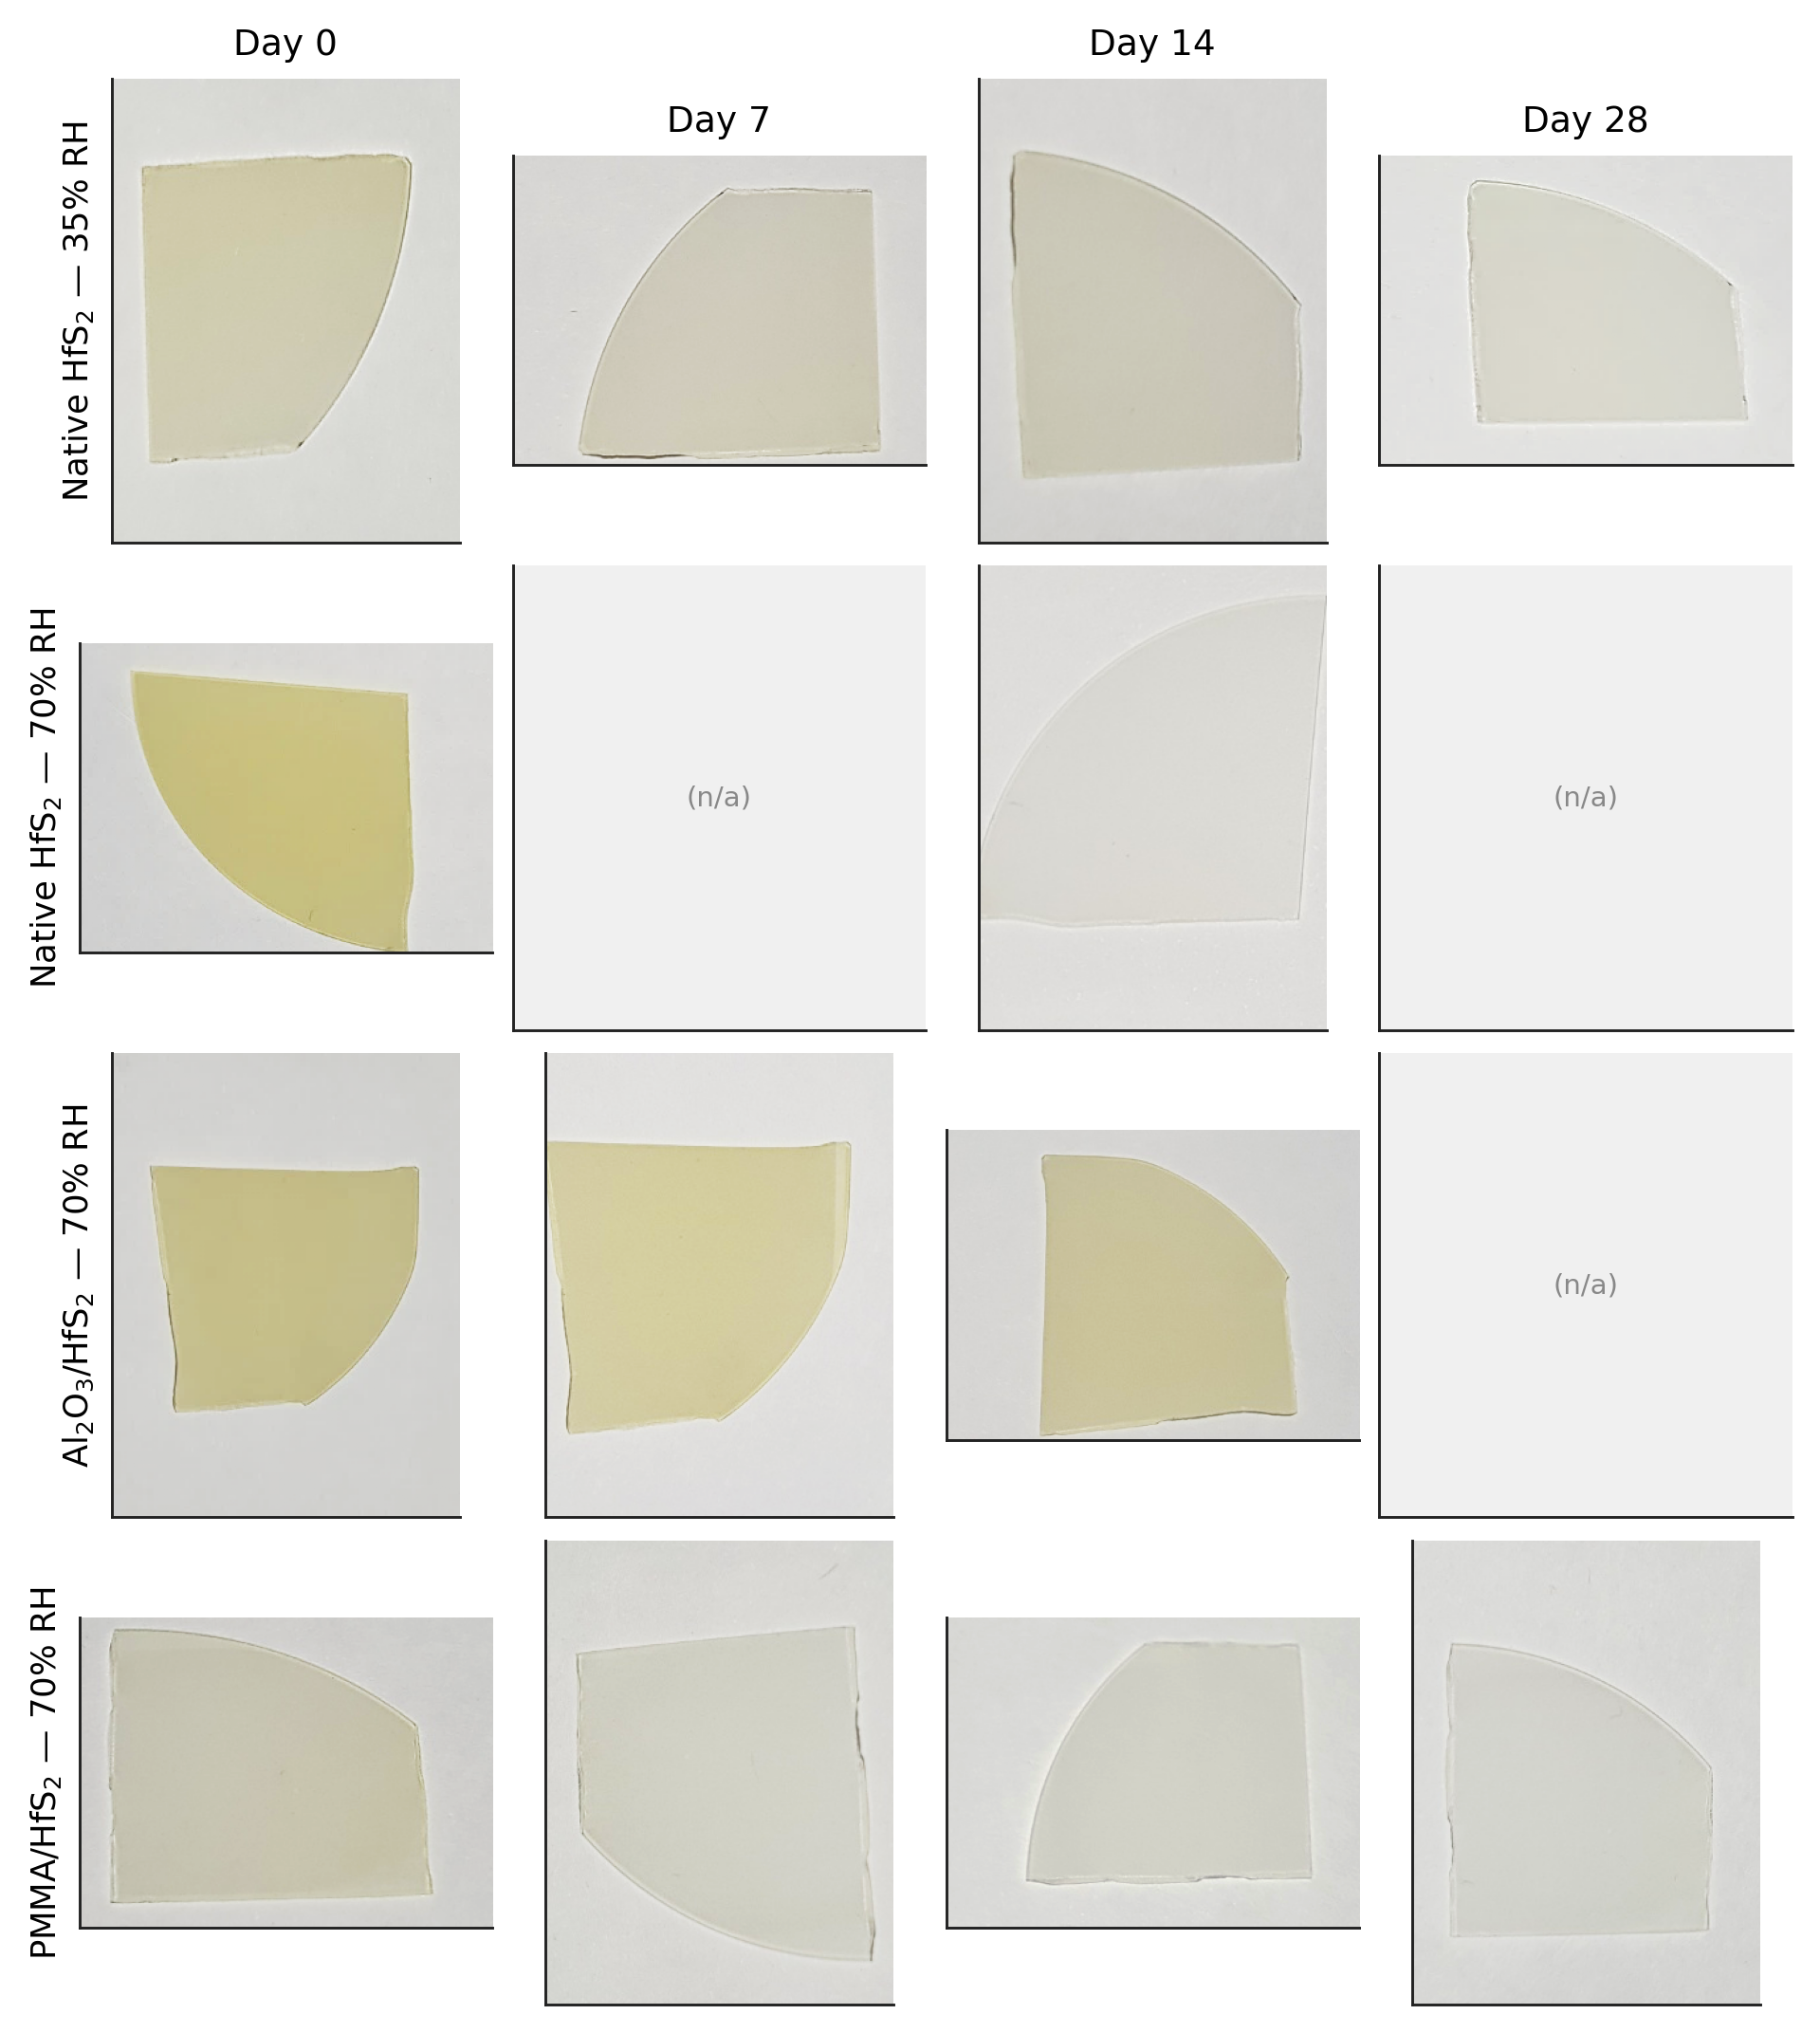 Day 0
Day 7
Day 14
Day 28
Native HfS₂ — 35% RH
Native HfS₂ — 70% RH
(n/a)
(n/a)
Al₂O₃/HfS₂ — 70% RH
(n/a)
PMMA/HfS₂ — 70% RH